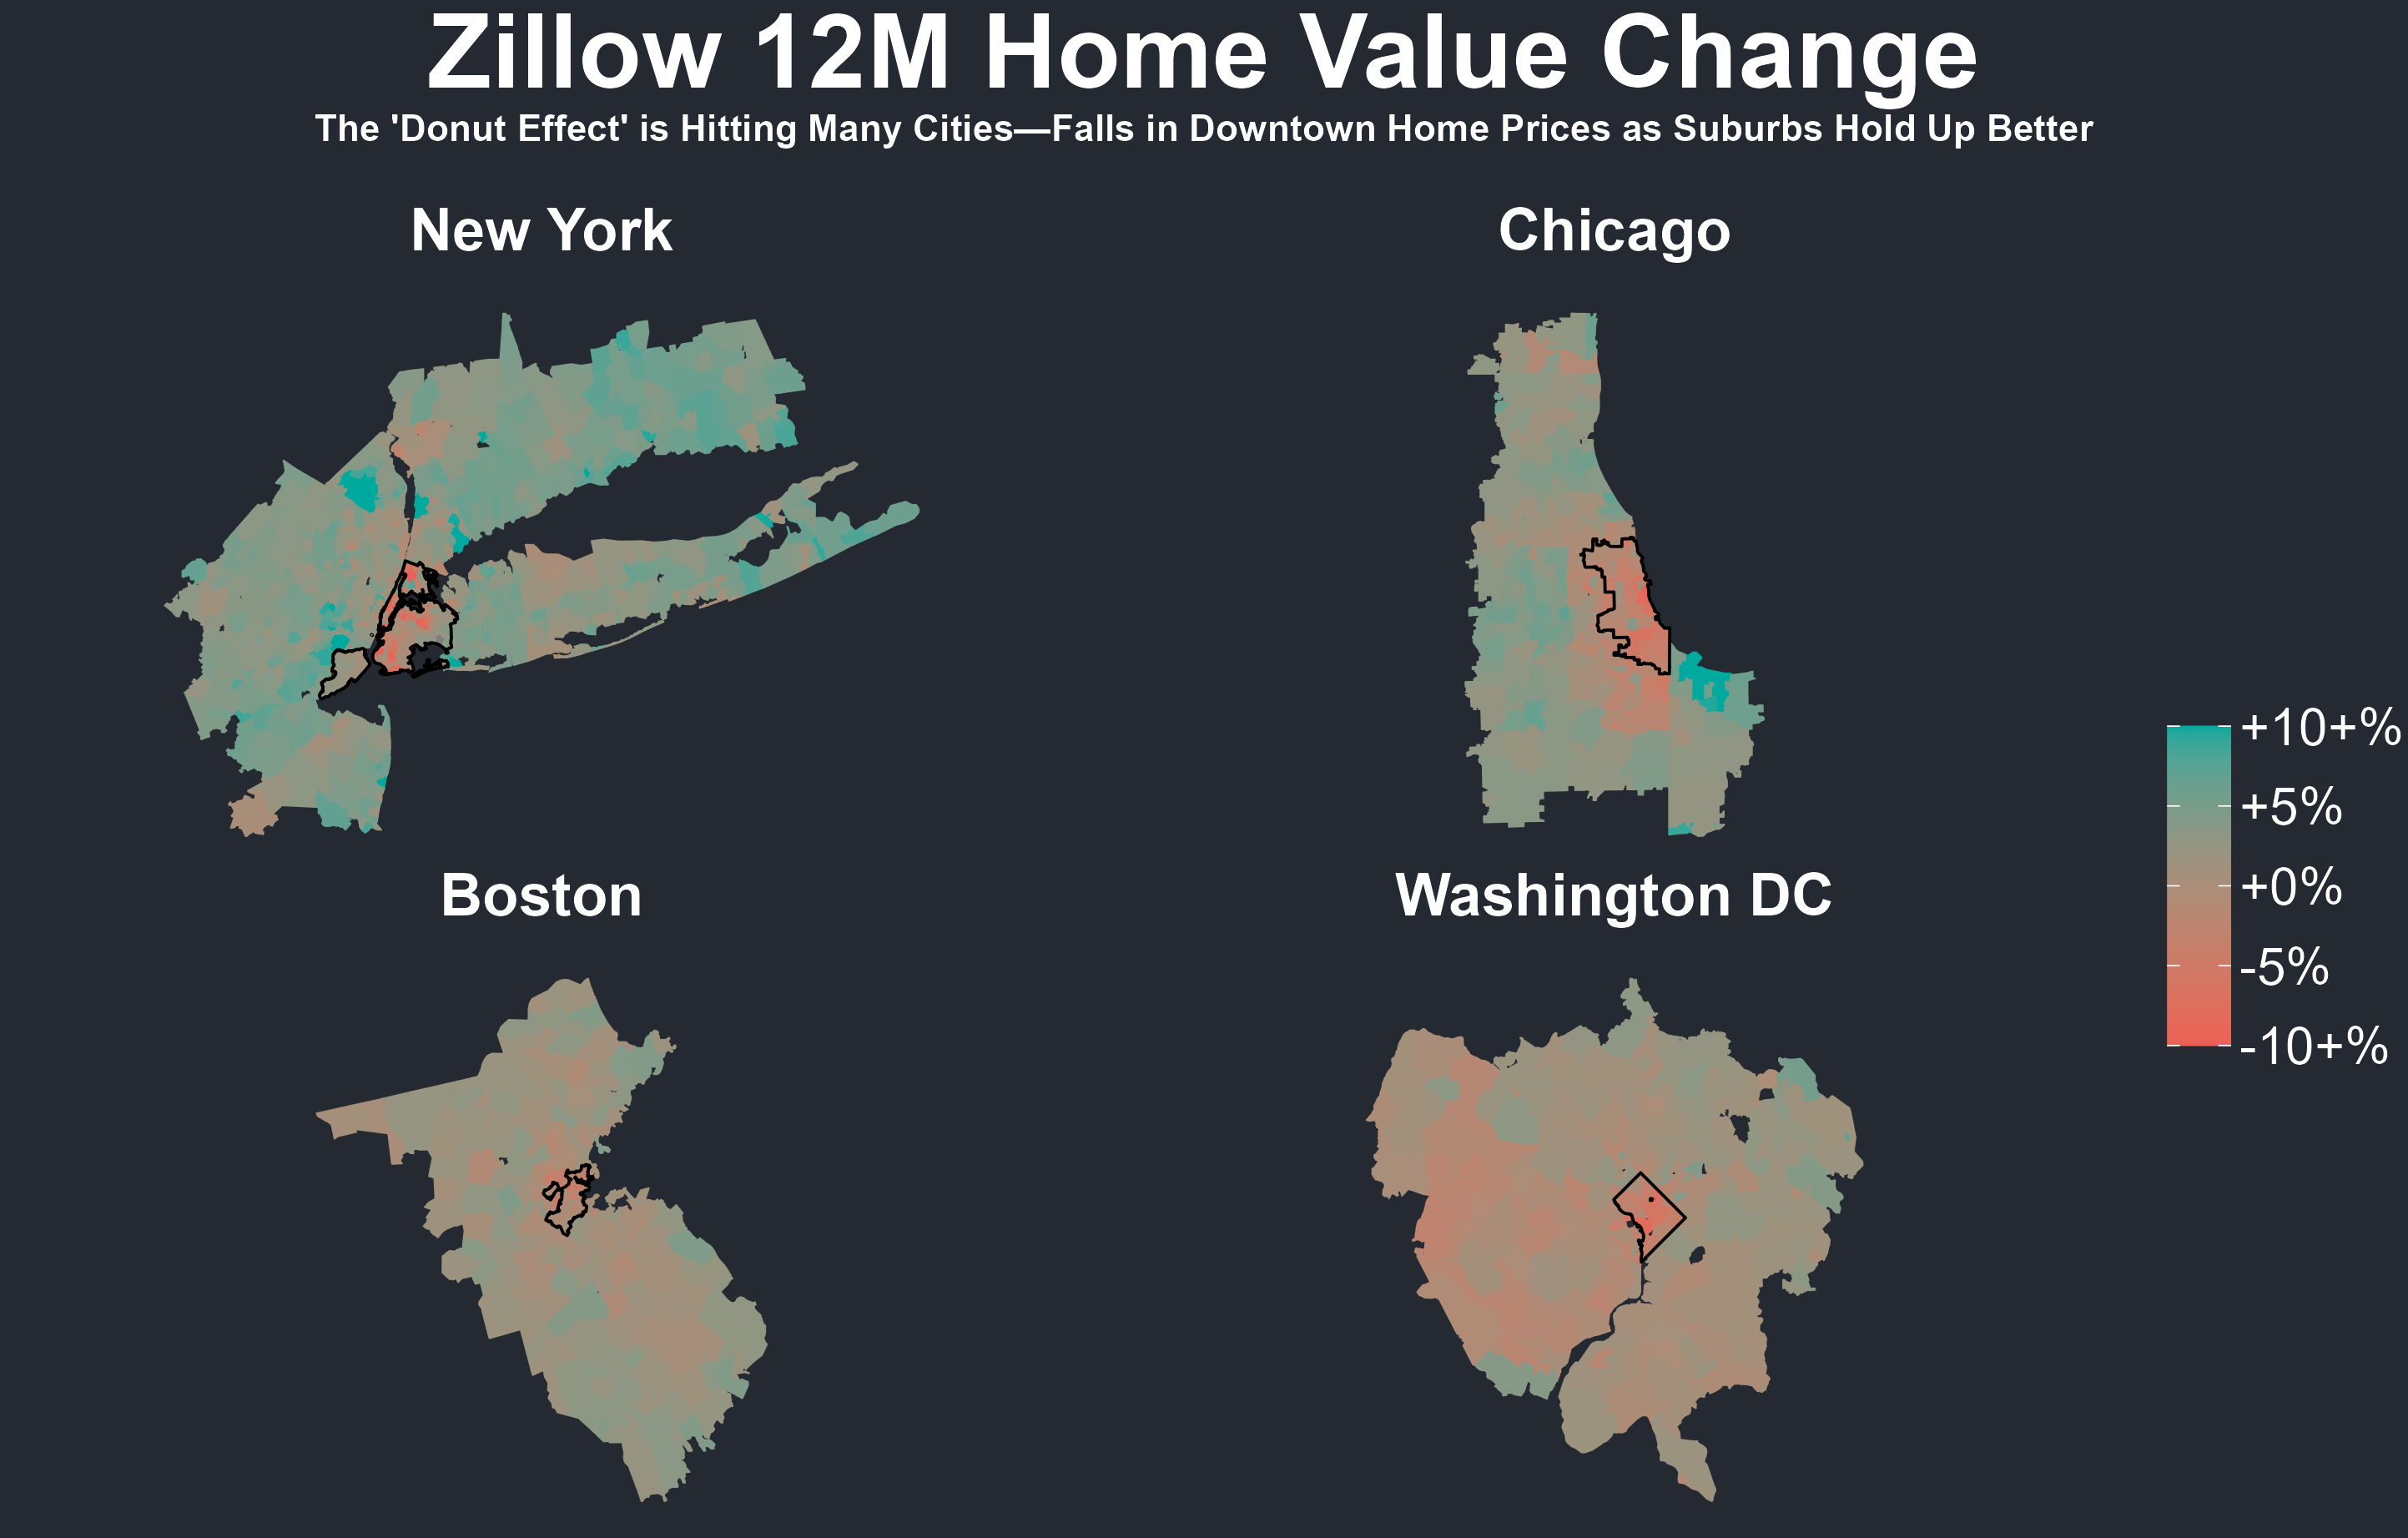 Zillow 12M Home Value Change
The 'Donut Effect' is Hitting Many Cities—Falls in Downtown Home Prices as Suburbs Hold Up Better
New York
Chicago
+10+%
+5%
+0%
-5%
-10+%
Boston
Washington DC